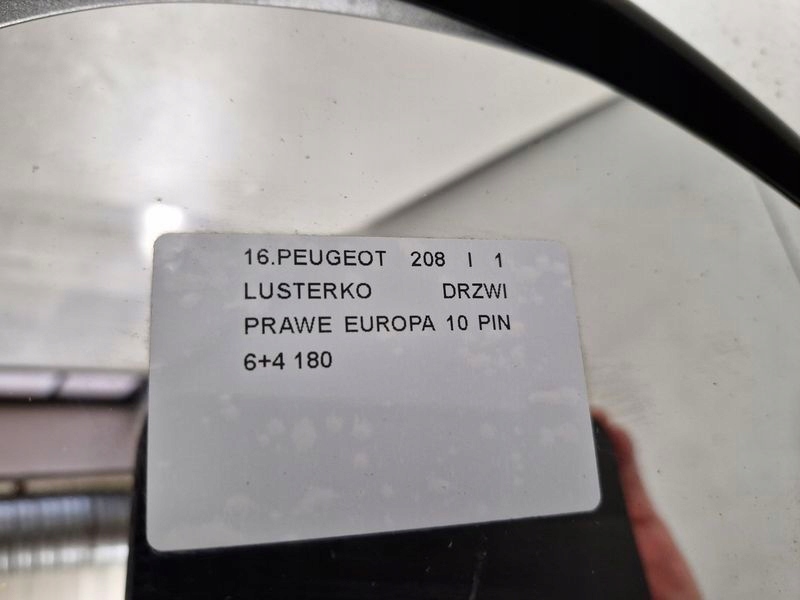 16.PEUGEOT 208 I 1
LUSTERKO DRZWI
PRAWE EUROPA 10 PIN
6+4 180